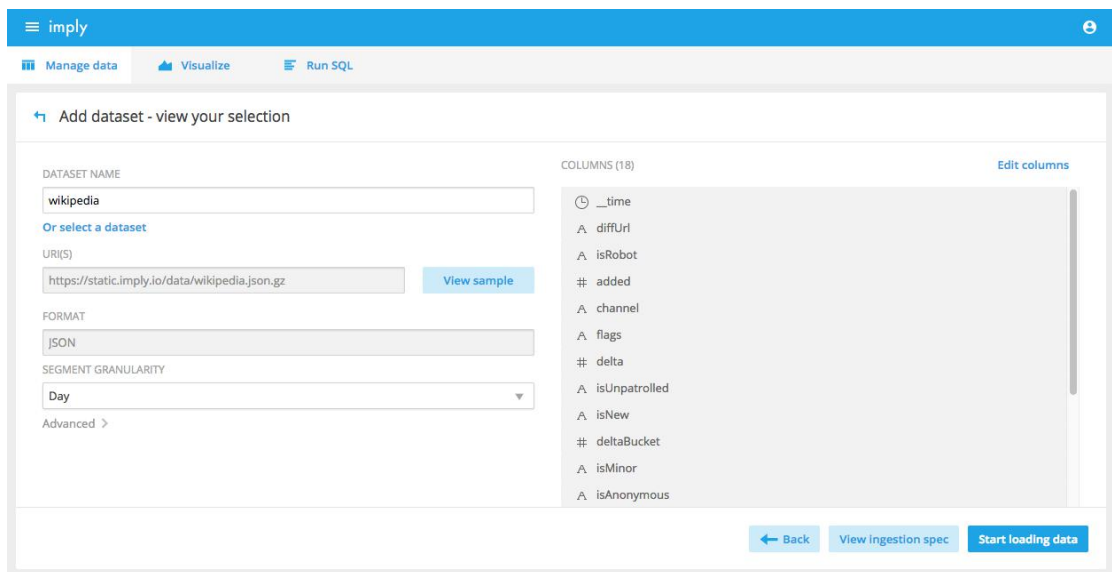 imply
Manage data
Visualize
Run SQL
Add dataset - view your selection
DATASET NAME
wikipedia
Or select a dataset
URI(S)
https://static.imply.io/data/wikipedia.json.gz
View sample
FORMAT
JSON
SEGMENT GRANULARITY
Day
Advanced >
COLUMNS (18)
Edit columns
__time
A diffUrl
A isRobot
# added
A channel
A flags
# delta
A isUnpatrolled
A isNew
# deltaBucket
A isMinor
A isAnonymous
Back
View ingestion spec
Start loading data